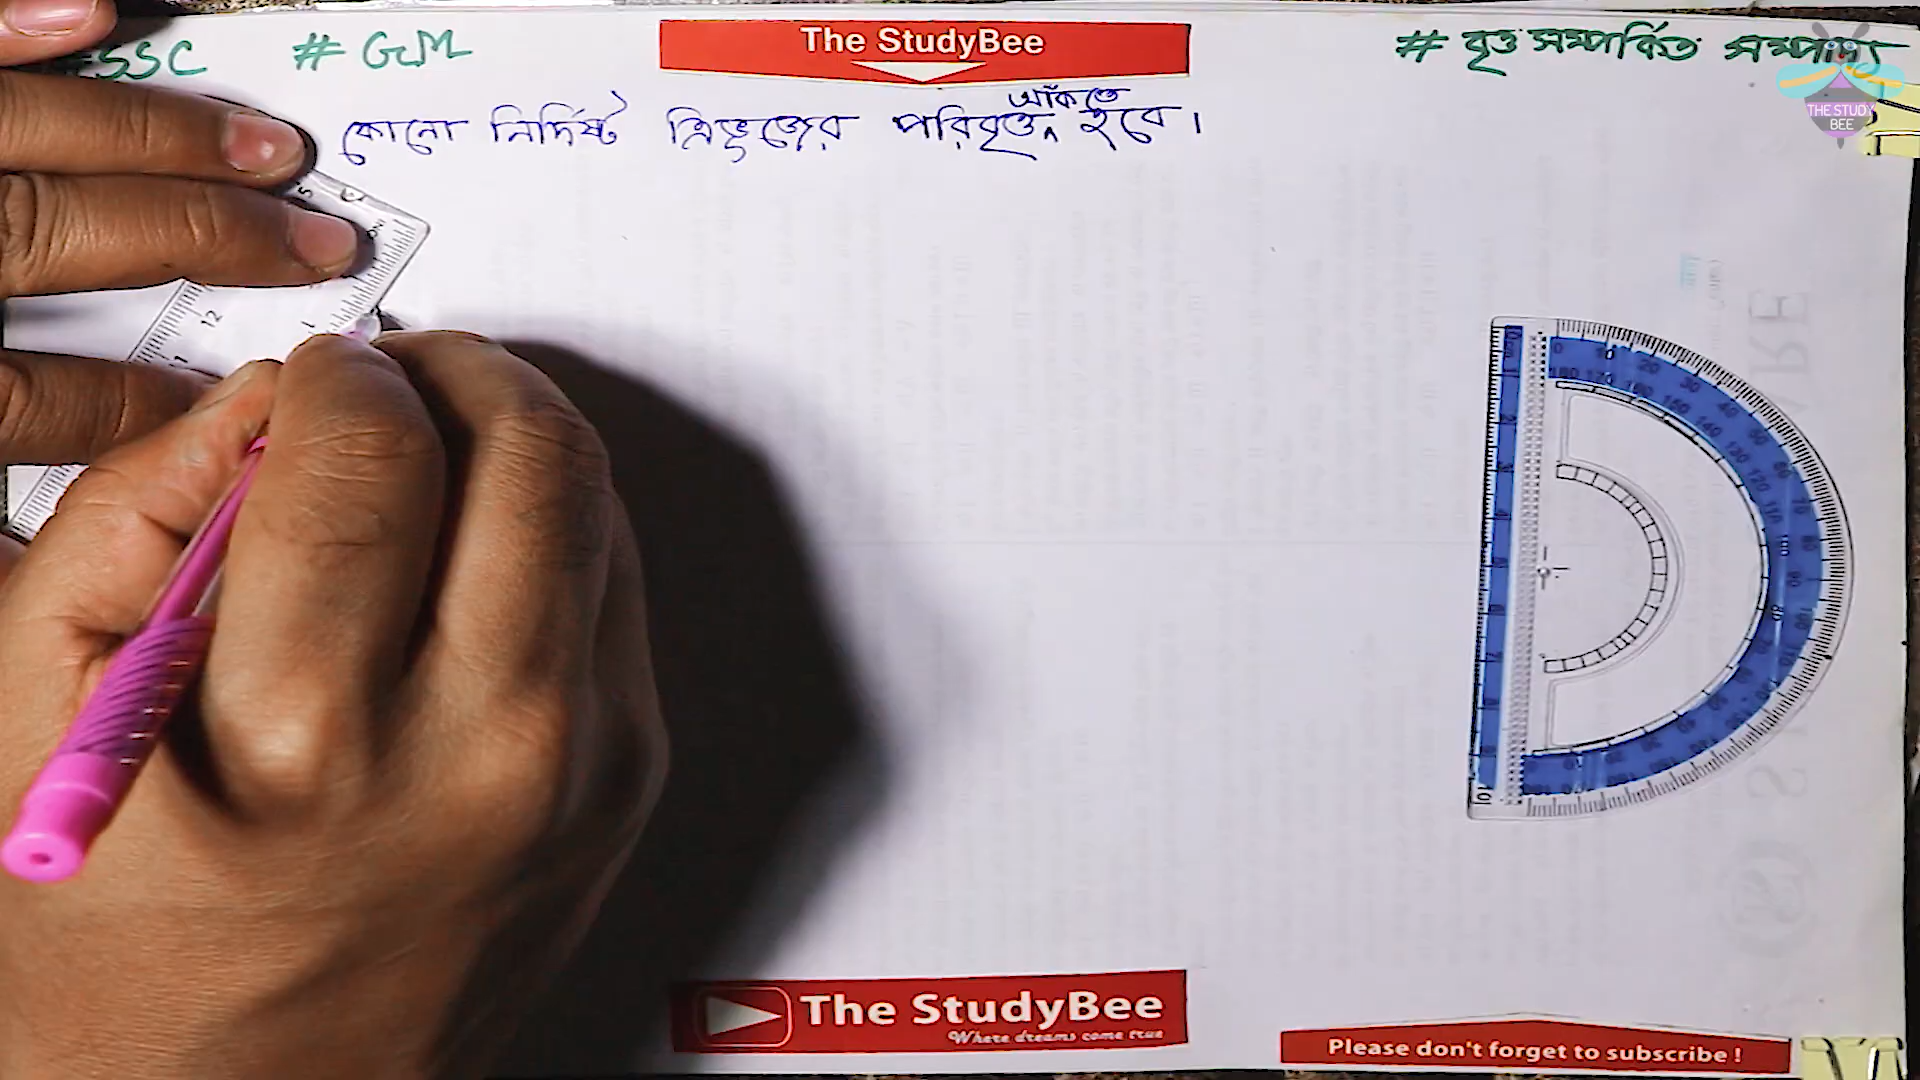 #SSC # GM
The StudyBee
# বৃত্ত সম্পর্কিত সম্পাদ্য
THE STUDY
BEE
কোনো নির্দিষ্ট ত্রিভুজের পরিবৃত্ত আঁকতে হবে।
The StudyBee
Where dreams come true
Please don't forget to subscribe !